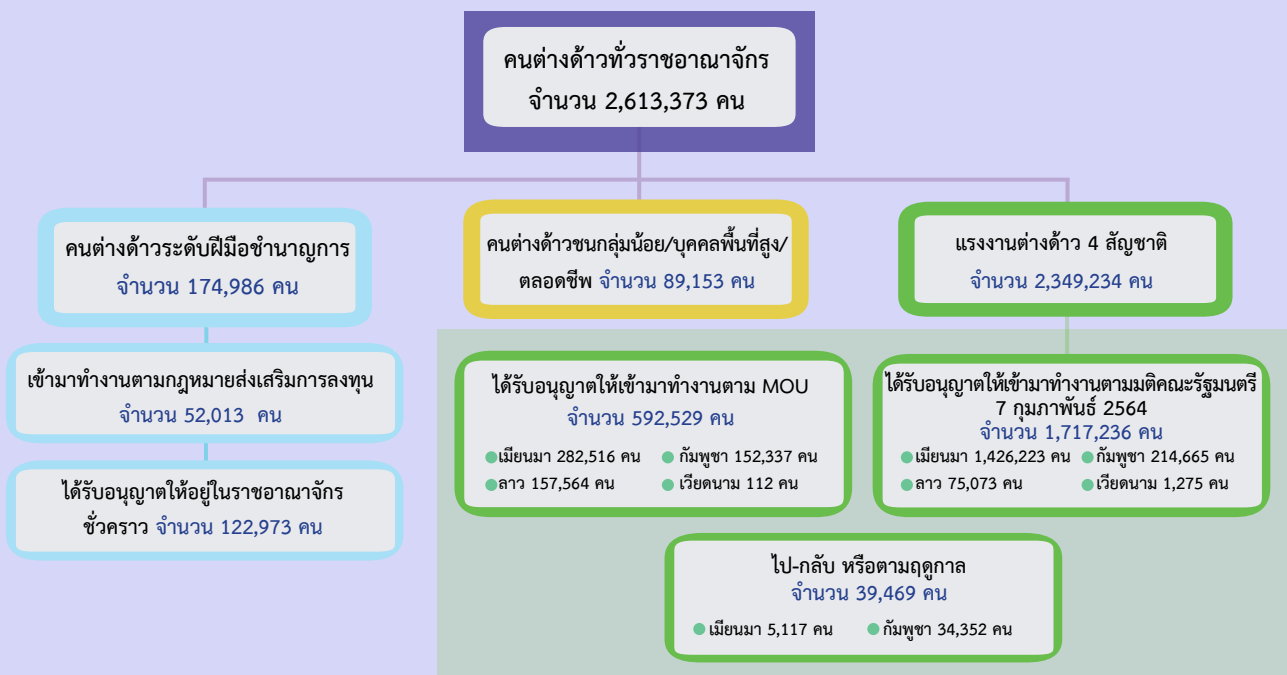 คนต่างด้าวทั่วราชอาณาจักร
จำนวน 2,613,373 คน
คนต่างด้าวระดับฝีมือชำนาญการ
จำนวน 174,986 คน
คนต่างด้าวชนกลุ่มน้อย/บุคคลพื้นที่สูง/
ตลอดชีพ จำนวน 89,153 คน
แรงงานต่างด้าว 4 สัญชาติ
จำนวน 2,349,234 คน
เข้ามาทำงานตามกฎหมายส่งเสริมการลงทุน
จำนวน 52,013 คน
ได้รับอนุญาตให้อยู่ในราชอาณาจักร
ชั่วคราว จำนวน 122,973 คน
ได้รับอนุญาตให้เข้ามาทำงานตาม MOU
จำนวน 592,529 คน
เมียนมา 282,516 คน กัมพูชา 152,337 คน
ลาว 157,564 คน เวียดนาม 112 คน
ได้รับอนุญาตให้เข้ามาทำงานตามมติคณะรัฐมนตรี
7 กุมภาพันธ์ 2564
จำนวน 1,717,236 คน
เมียนมา 1,426,223 คน กัมพูชา 214,665 คน
ลาว 75,073 คน เวียดนาม 1,275 คน
ไป-กลับ หรือตามฤดูกาล
จำนวน 39,469 คน
เมียนมา 5,117 คน กัมพูชา 34,352 คน